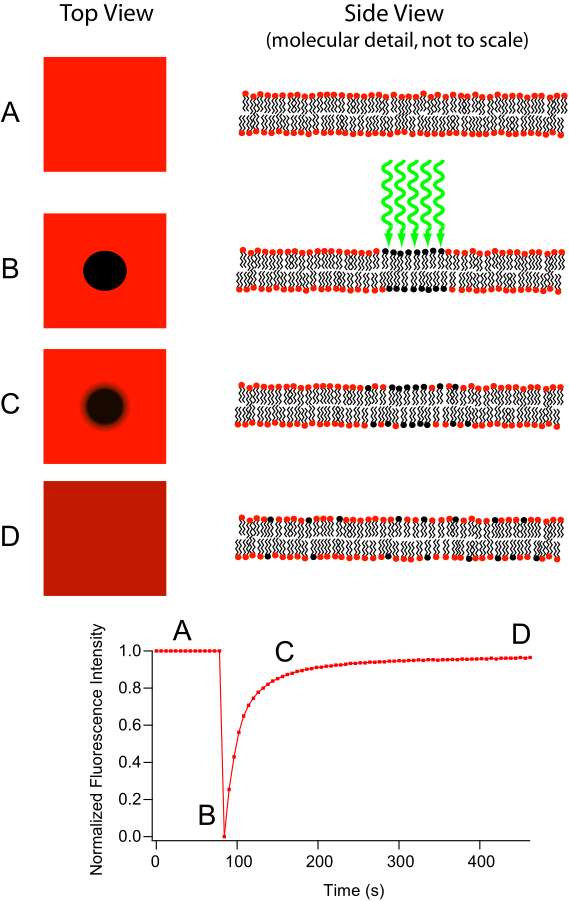 Top View
Side View
(molecular detail, not to scale)
A
B
C
D
Normalized Fluorescence Intensity
1.0
0.8
0.6
0.4
0.2
0.0
A
B
C
D
0
100
200
300
400
Time (s)